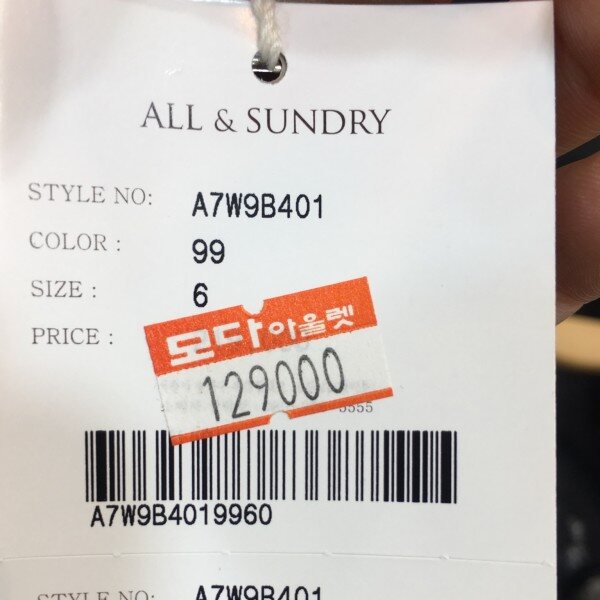 ALL & SUNDRY
STYLE NO: A7W9B401
COLOR : 99
SIZE : 6
PRICE :
모다아울렛
129000
5555
A7W9B4019960
STYLE NO: A7W9B401